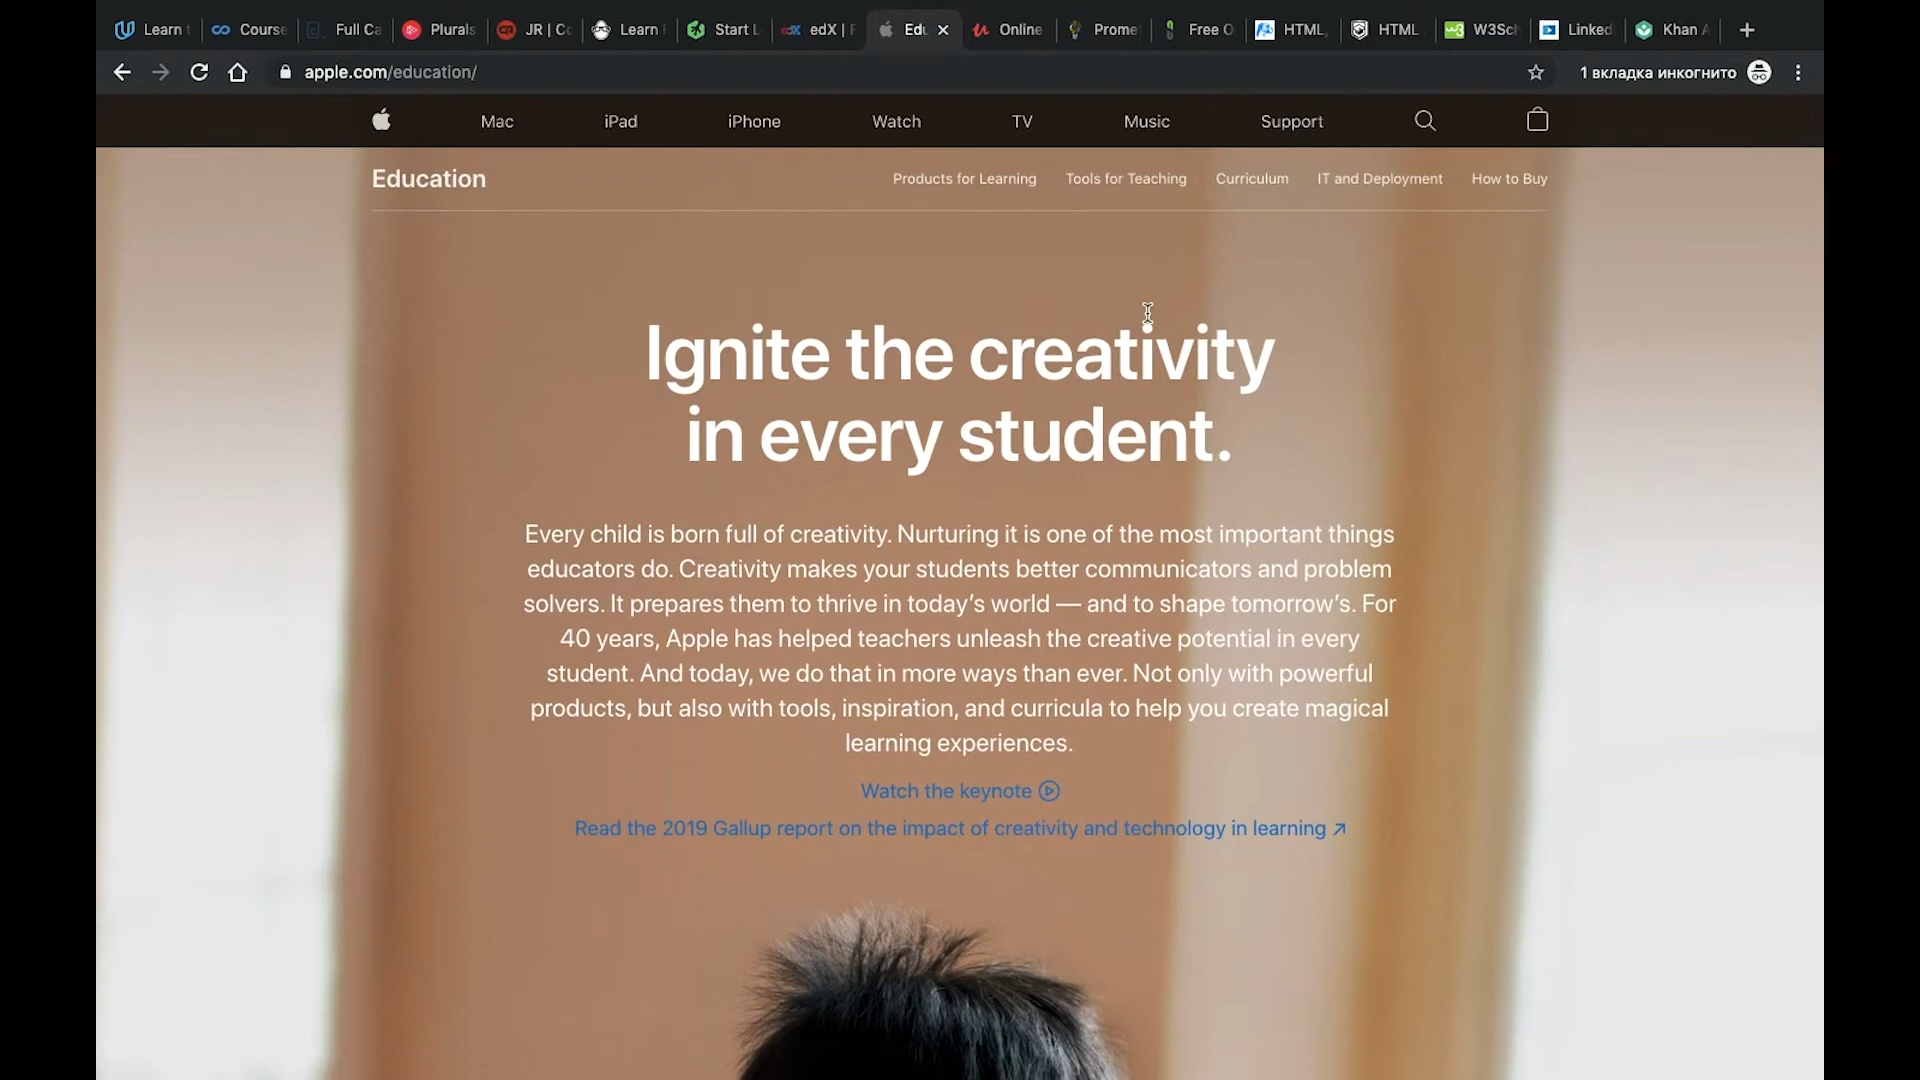 Learn
Course
Full Ca
Plurals
JR | Co
Learn
Start L
edX | F
Edu
Online
Prome
Free O
HTML,
HTML
W3Sch
Linked
Khan A
apple.com/education/
1 вкладка инкогнито
Mac
iPad
iPhone
Watch
TV
Music
Support
Education
Products for Learning
Tools for Teaching
Curriculum
IT and Deployment
How to Buy
Ignite the creativity
in every student.
Every child is born full of creativity. Nurturing it is one of the most important things
educators do. Creativity makes your students better communicators and problem
solvers. It prepares them to thrive in today’s world — and to shape tomorrow’s. For
40 years, Apple has helped teachers unleash the creative potential in every
student. And today, we do that in more ways than ever. Not only with powerful
products, but also with tools, inspiration, and curricula to help you create magical
learning experiences.
Watch the keynote
Read the 2019 Gallup report on the impact of creativity and technology in learning ↗